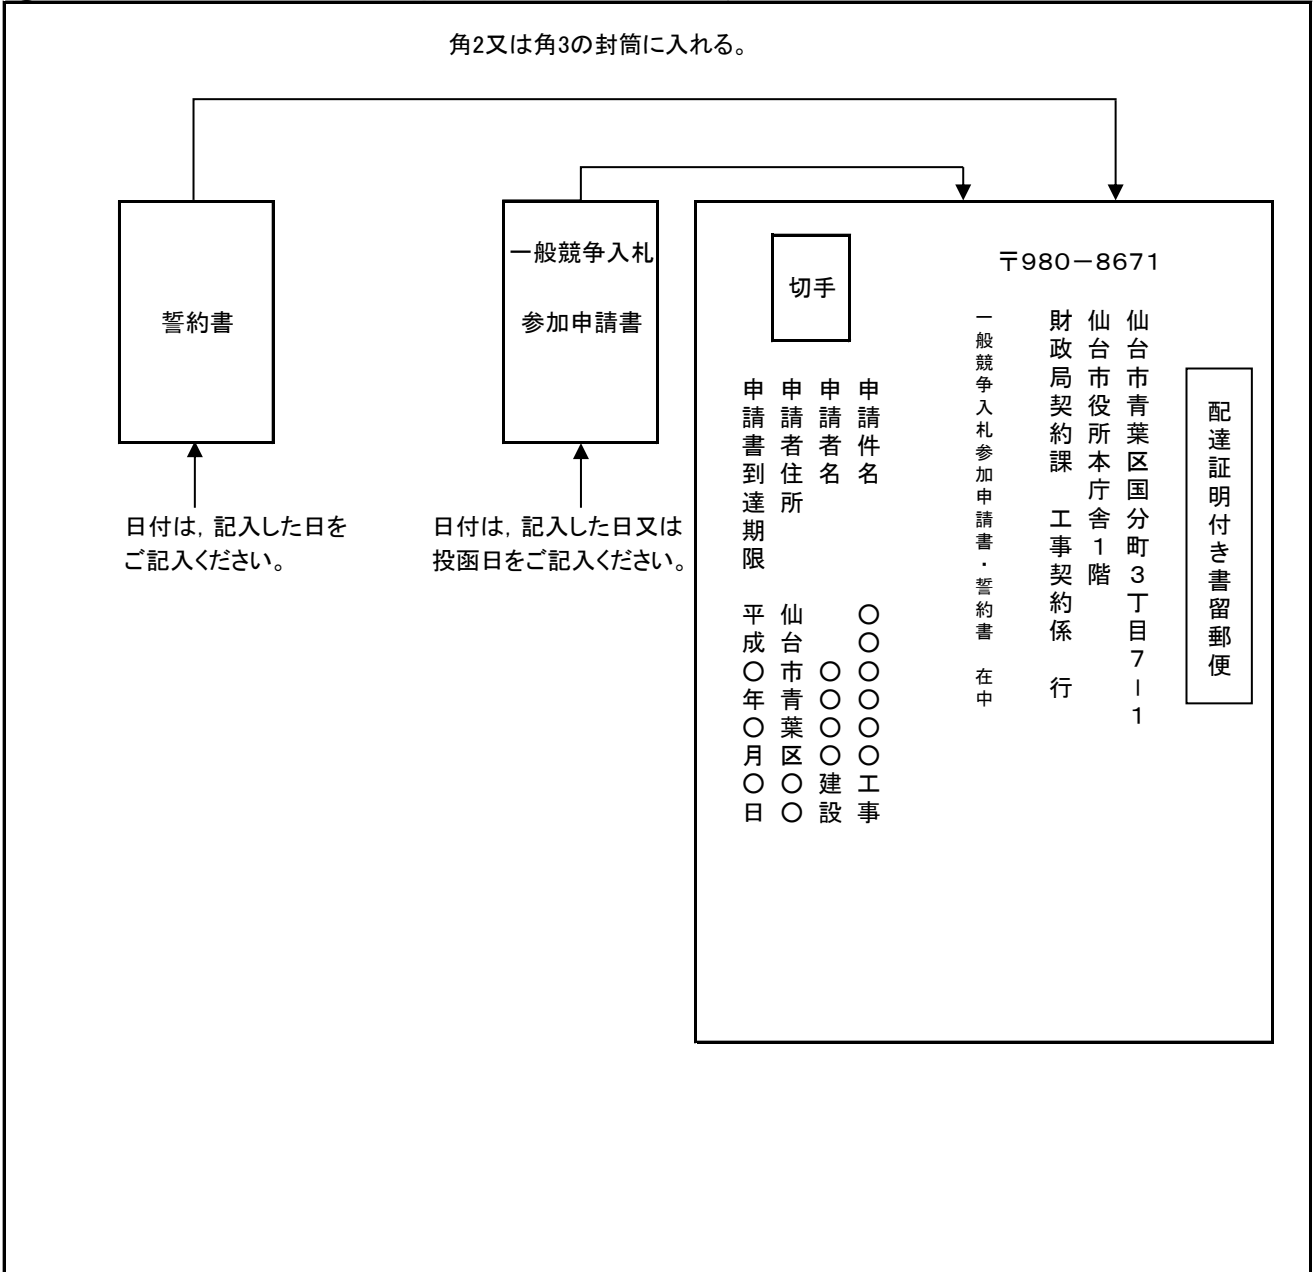 角2又は角3の封筒に入れる。
誓約書
一般競争入札
参加申請書
日付は，記入した日を
ご記入ください。
日付は，記入した日又は
投函日をご記入ください。
切手
〒980－8671
配達証明付き書留郵便
仙台市青葉区国分町3丁目7－1
仙台市役所本庁舎1階
財政局契約課　工事契約係　行
一般競争入札参加申請書・誓約書　在中
申請件名　〇〇〇〇〇〇工事
申請者名　〇〇〇〇建設
申請者住所　仙台市青葉区〇〇
申請書到達期限　平成〇年〇月〇日